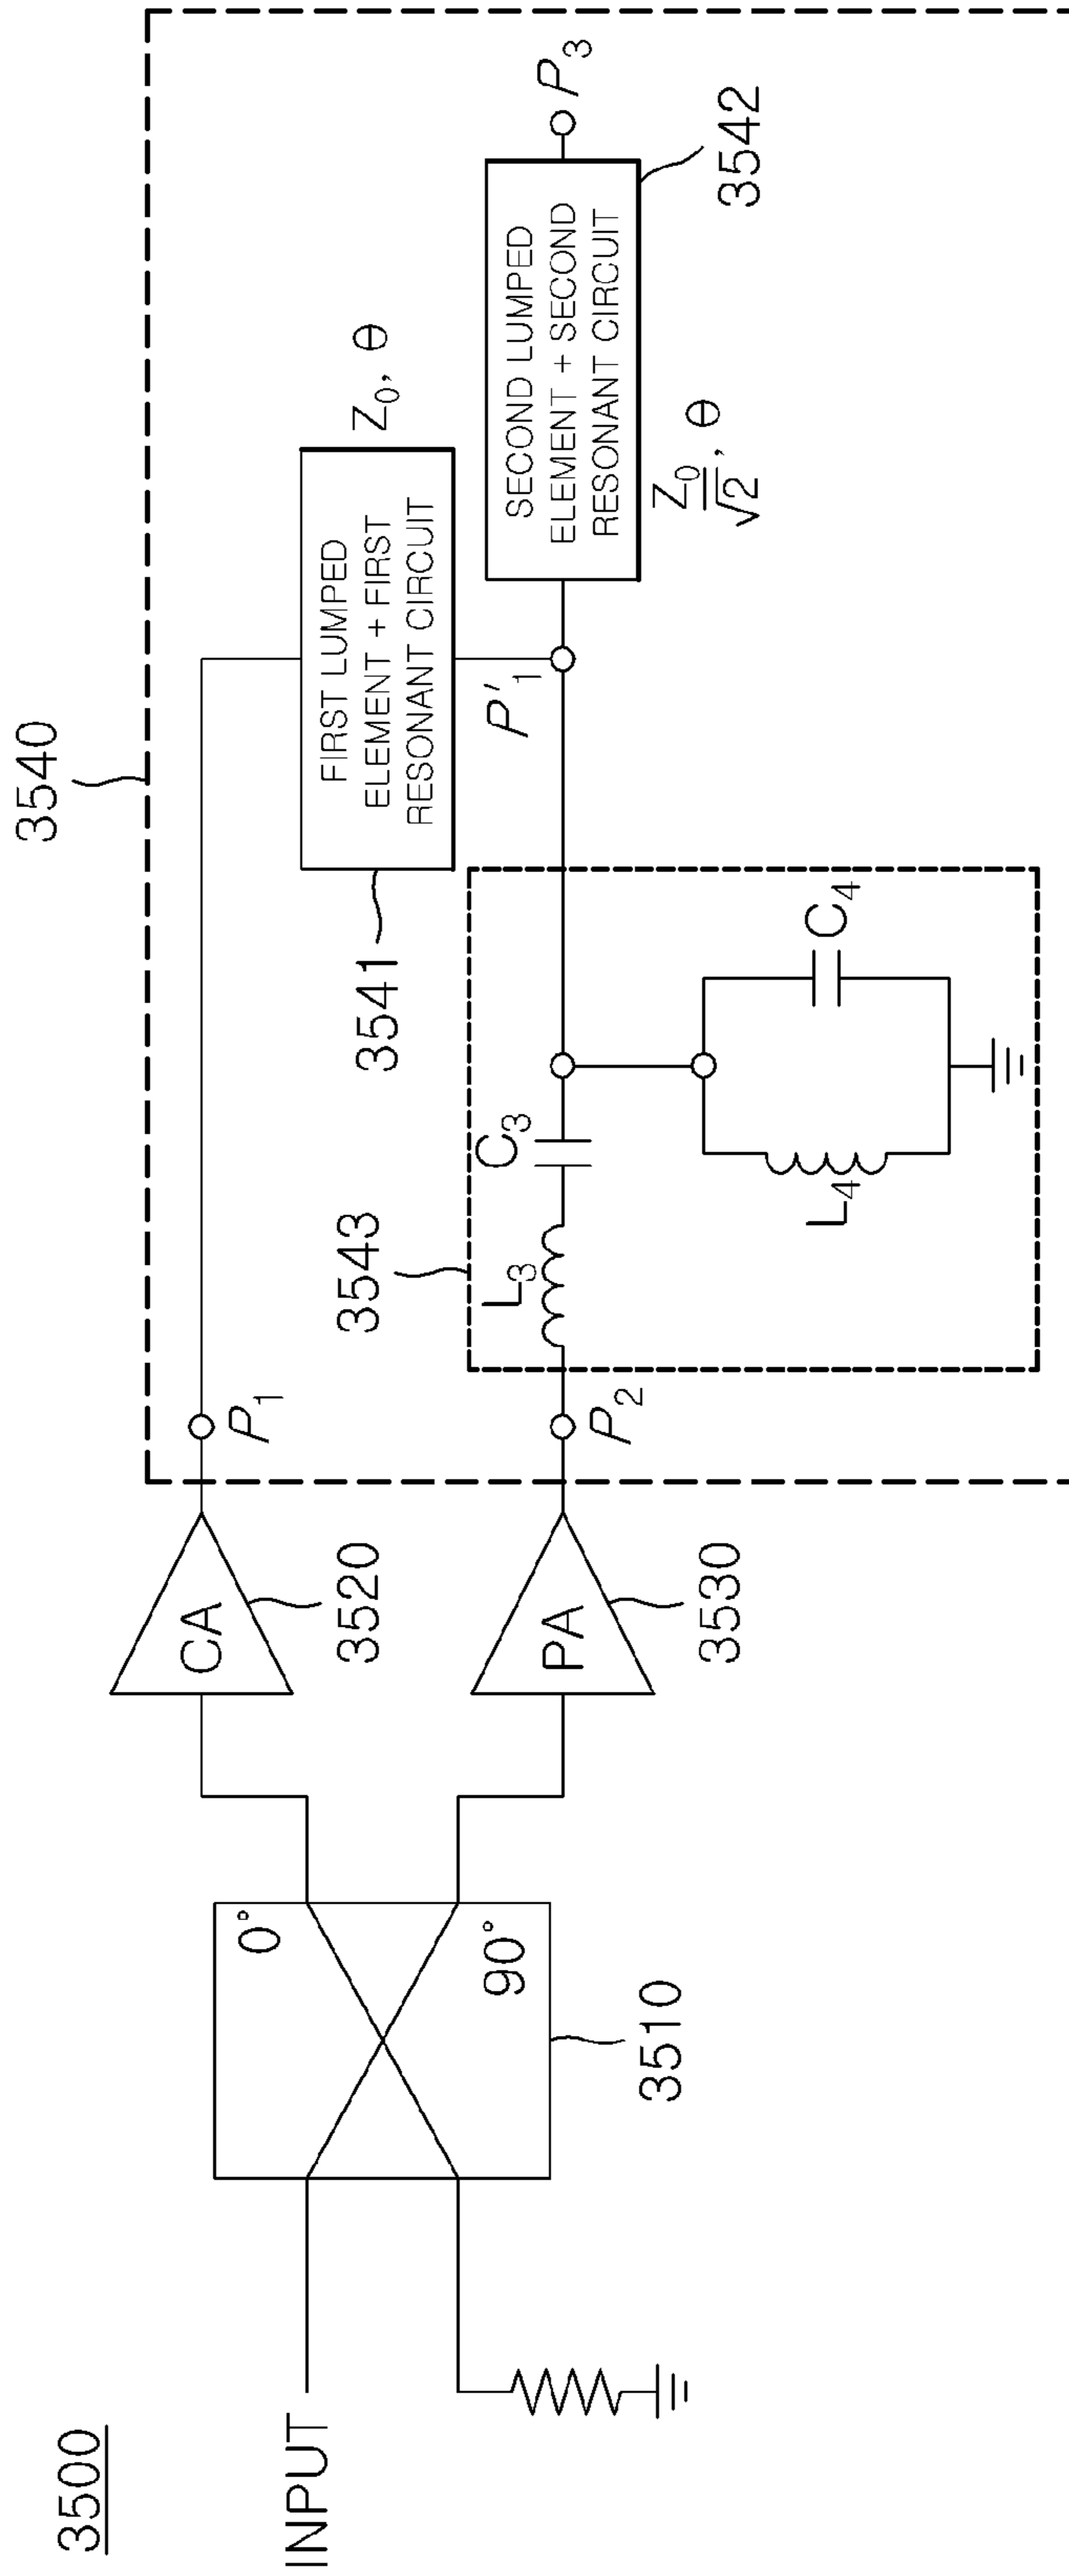 3500
INPUT
0°
90°
3510
CA
3520
PA
3530
3540
P1
P2
3543
L3
C3
L4
C4
3541
FIRST LUMPED
ELEMENT + FIRST
RESONANT CIRCUIT
Z0, θ
P'1
SECOND LUMPED
ELEMENT + SECOND
RESONANT CIRCUIT
Z0/√2, θ
P3
3542